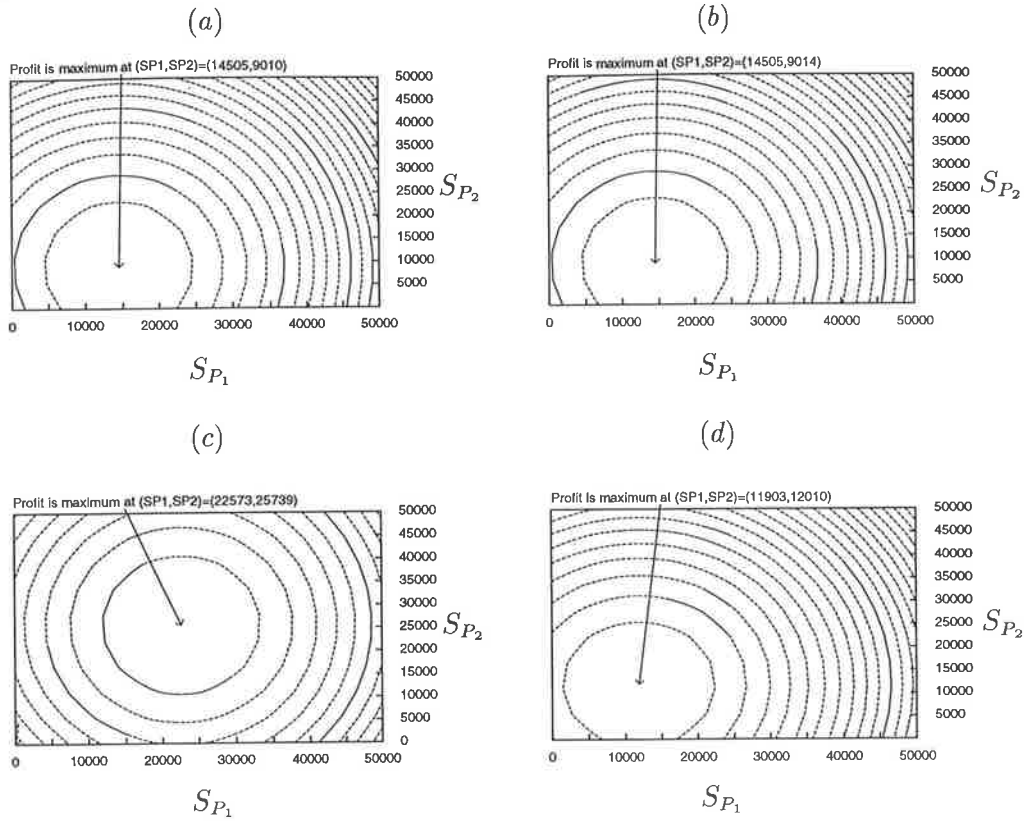 (a)
Profit is maximum at (SP1,SP2)=(14505,9010)
50000
45000
40000
35000
30000
25000
20000
15000
10000
5000
S_{P_2}
0 10000 20000 30000 40000 50000
S_{P_1}
(b)
Profit is maximum at (SP1,SP2)=(14505,9014)
50000
45000
40000
35000
30000
25000
20000
15000
10000
5000
S_{P_2}
0 10000 20000 30000 40000 50000
S_{P_1}
(c)
Profit is maximum at (SP1,SP2)=(22573,25739)
50000
45000
40000
35000
30000
25000
20000
15000
10000
5000
0
S_{P_2}
0 10000 20000 30000 40000 50000
S_{P_1}
(d)
Profit is maximum at (SP1,SP2)=(11903,12010)
50000
45000
40000
35000
30000
25000
20000
15000
10000
5000
S_{P_2}
0 10000 20000 30000 40000 50000
S_{P_1}